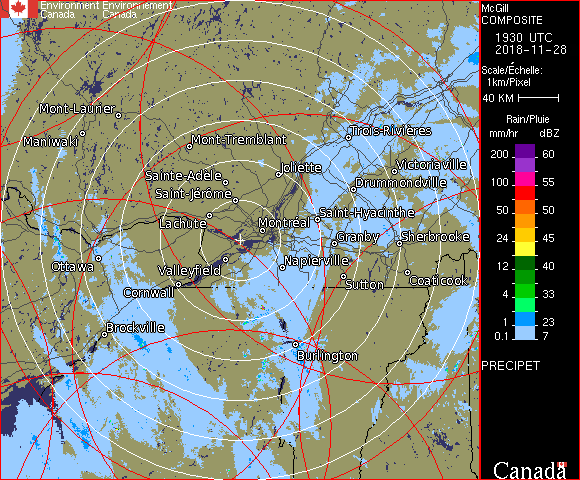 Environment Environnement
Canada Canada
Mont-Laurier
Maniwaki
Mont-Tremblant
Trois-Rivières
Sainte-Adèle
Joliette
Victoriaville
Saint-Jérôme
Drummondville
Lachute
Montréal
Saint-Hyacinthe
Granby
Sherbrooke
Ottawa
Valleyfield
Napierville
Cornwall
Sutton
Coaticook
Brockville
Burlington
McGill
COMPOSITE
1930 UTC
2018-11-28
Scale/Échelle:
1km/Pixel
40 KM
Rain/Pluie
mm/hr dBZ
200 60
100 55
50 50
24 45
12 40
4 33
1 23
0.1 7
PRECIPET
Canada